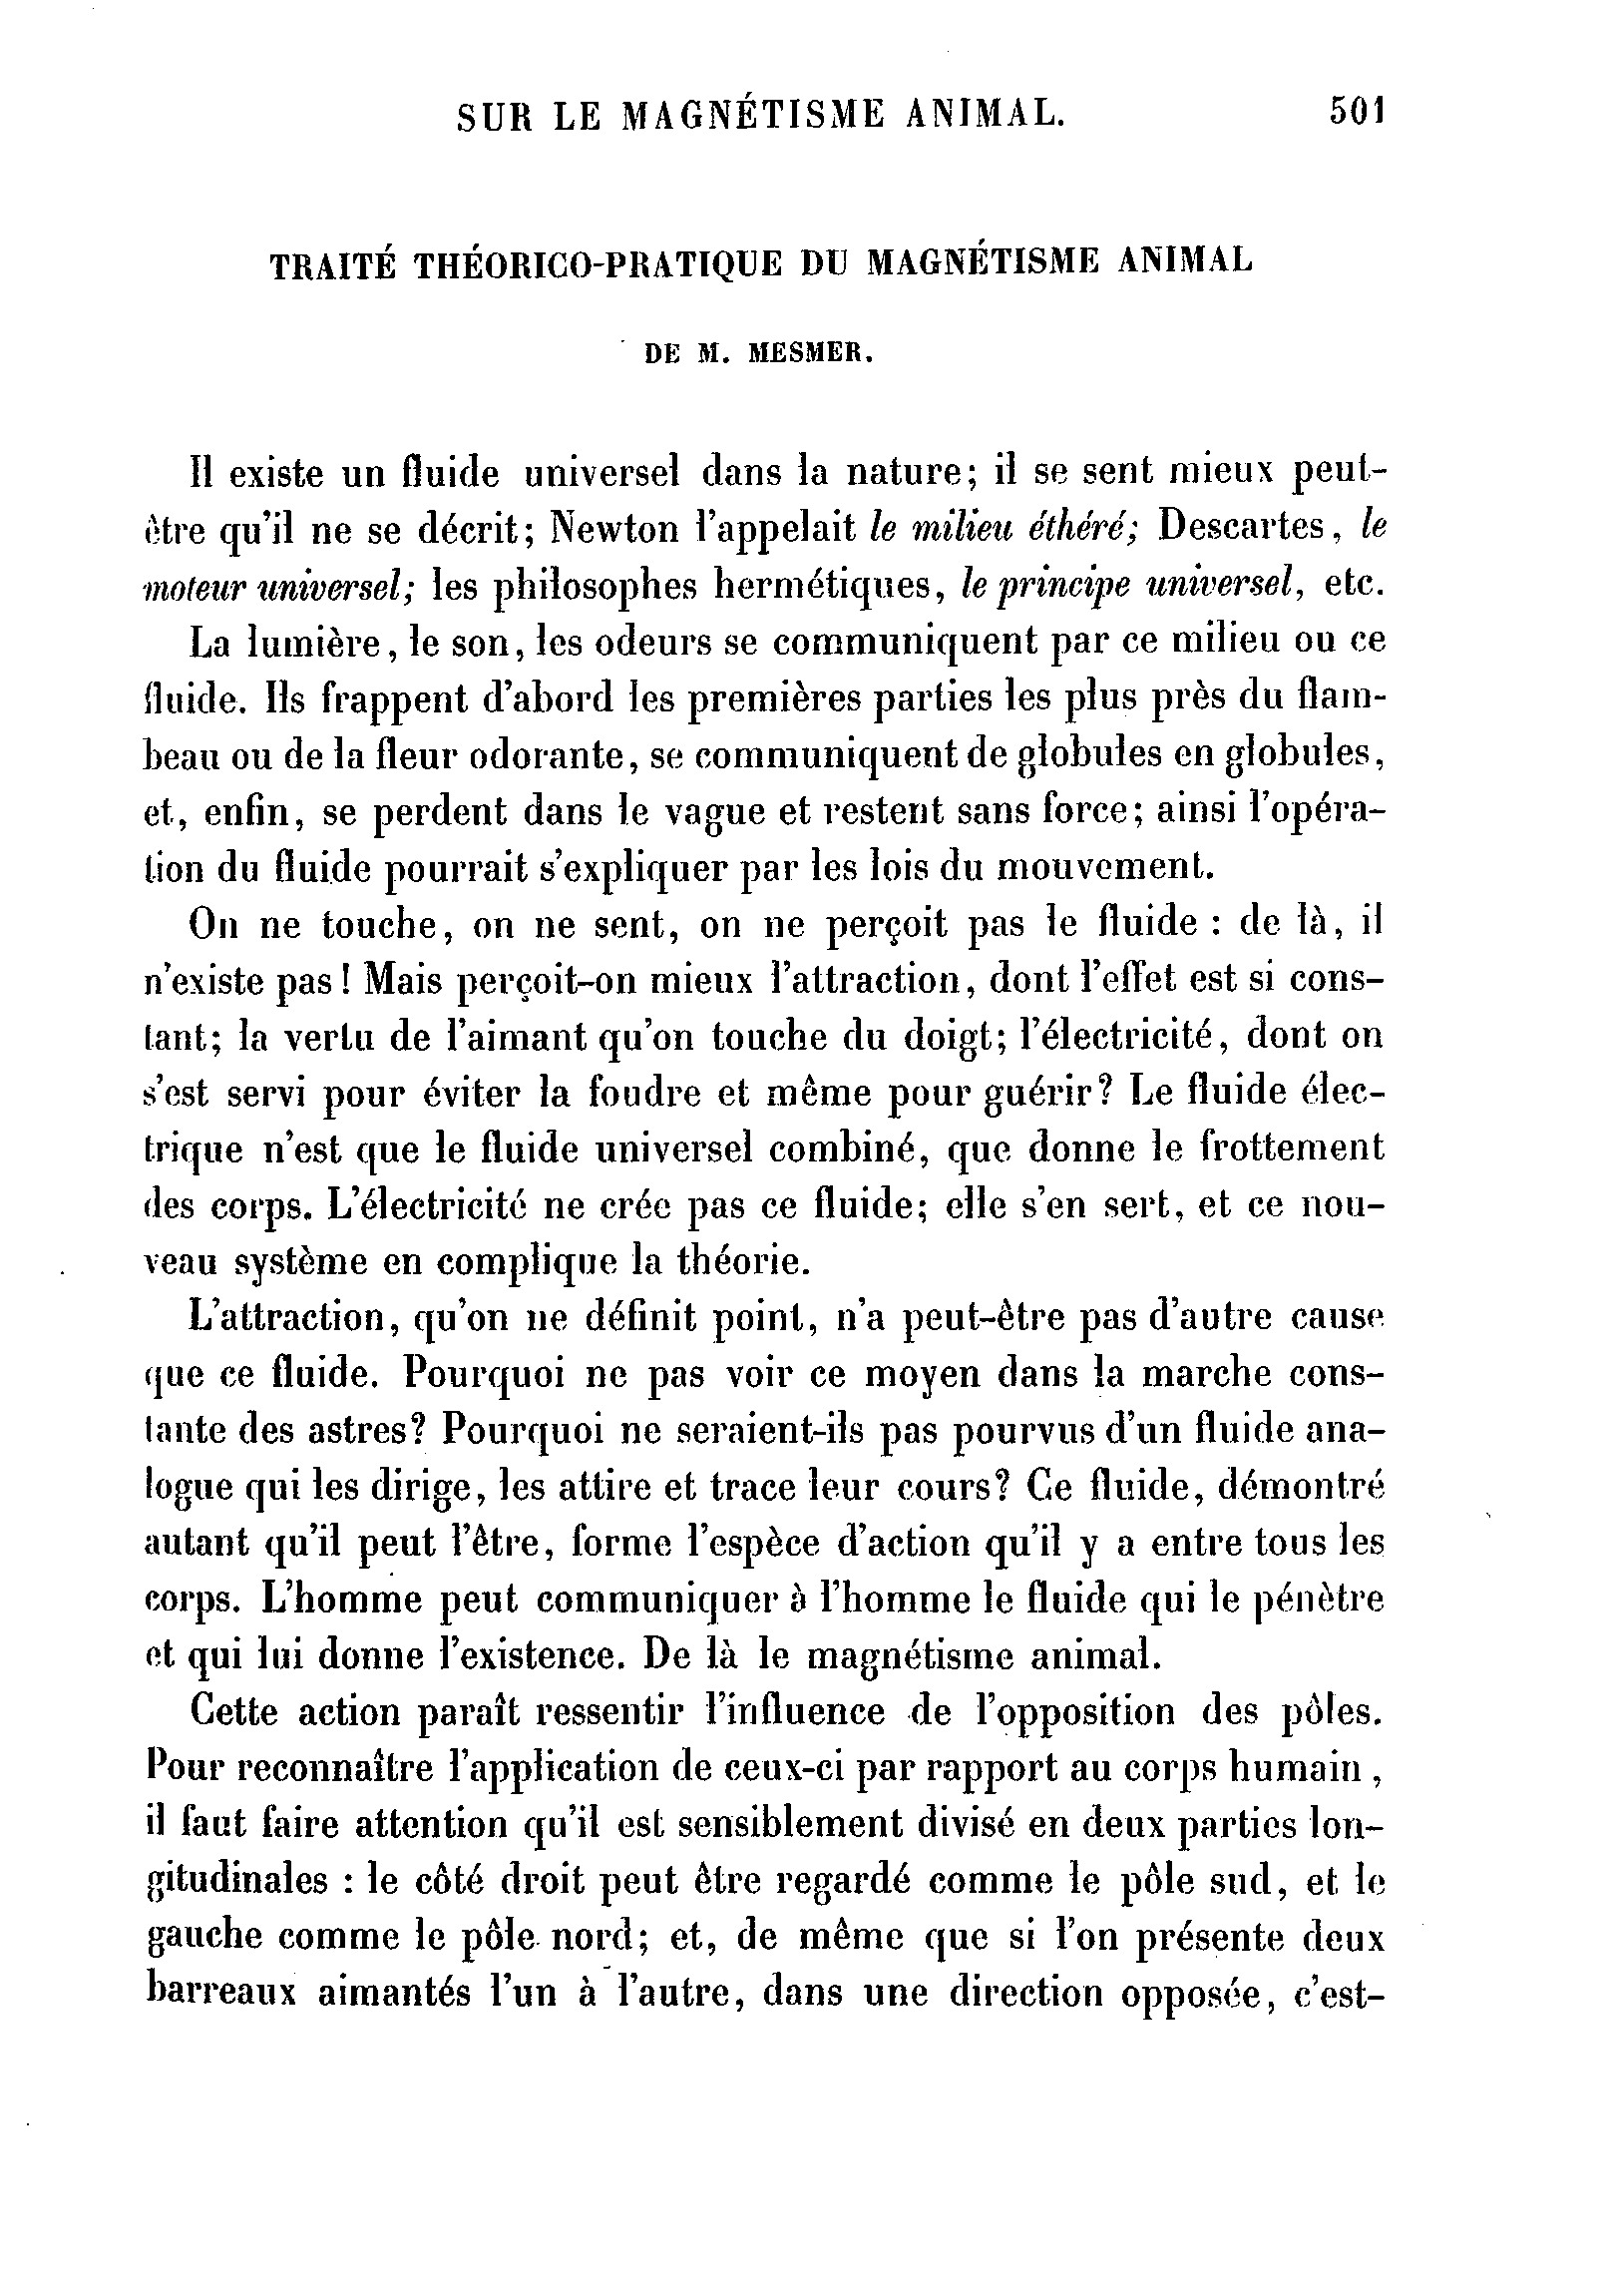 SUR LE MAGNÉTISME ANIMAL. 501
TRAITÉ THÉORICO-PRATIQUE DU MAGNÉTISME ANIMAL
DE M. MESMER.
Il existe un fluide universel dans la nature; il se sent mieux peut-
être qu'il ne se décrit; Newton l'appelait le milieu éthéré; Descartes, le
moteur universel; les philosophes hermétiques, le principe universel, etc.
La lumière, le son, les odeurs se communiquent par ce milieu ou ce
fluide. Ils frappent d'abord les premières parties les plus près du flam-
beau ou de la fleur odorante, se communiquent de globules en globules,
et, enfin, se perdent dans le vague et restent sans force; ainsi l'opéra-
tion du fluide pourrait s'expliquer par les lois du mouvement.
On ne touche, on ne sent, on ne perçoit pas le fluide : de là, il
n'existe pas! Mais perçoit-on mieux l'attraction, dont l'effet est si cons-
tant; la vertu de l'aimant qu'on touche du doigt; l'électricité, dont on
s'est servi pour éviter la foudre et même pour guérir? Le fluide élec-
trique n'est que le fluide universel combiné, que donne le frottement
des corps. L'électricité ne crée pas ce fluide; elle s'en sert, et ce nou-
veau système en complique la théorie.
L'attraction, qu'on ne définit point, n'a peut-être pas d'autre cause
que ce fluide. Pourquoi ne pas voir ce moyen dans la marche cons-
tante des astres? Pourquoi ne seraient-ils pas pourvus d'un fluide ana-
logue qui les dirige, les attire et trace leur cours? Ce fluide, démontré
autant qu'il peut l'être, forme l'espèce d'action qu'il y a entre tous les
corps. L'homme peut communiquer à l'homme le fluide qui le pénètre
et qui lui donne l'existence. De là le magnétisme animal.
Cette action paraît ressentir l'influence de l'opposition des pôles.
Pour reconnaître l'application de ceux-ci par rapport au corps humain,
il faut faire attention qu'il est sensiblement divisé en deux parties lon-
gitudinales : le côté droit peut être regardé comme le pôle sud, et le
gauche comme le pôle nord; et, de même que si l'on présente deux
barreaux aimantés l'un à l'autre, dans une direction opposée, c'est-